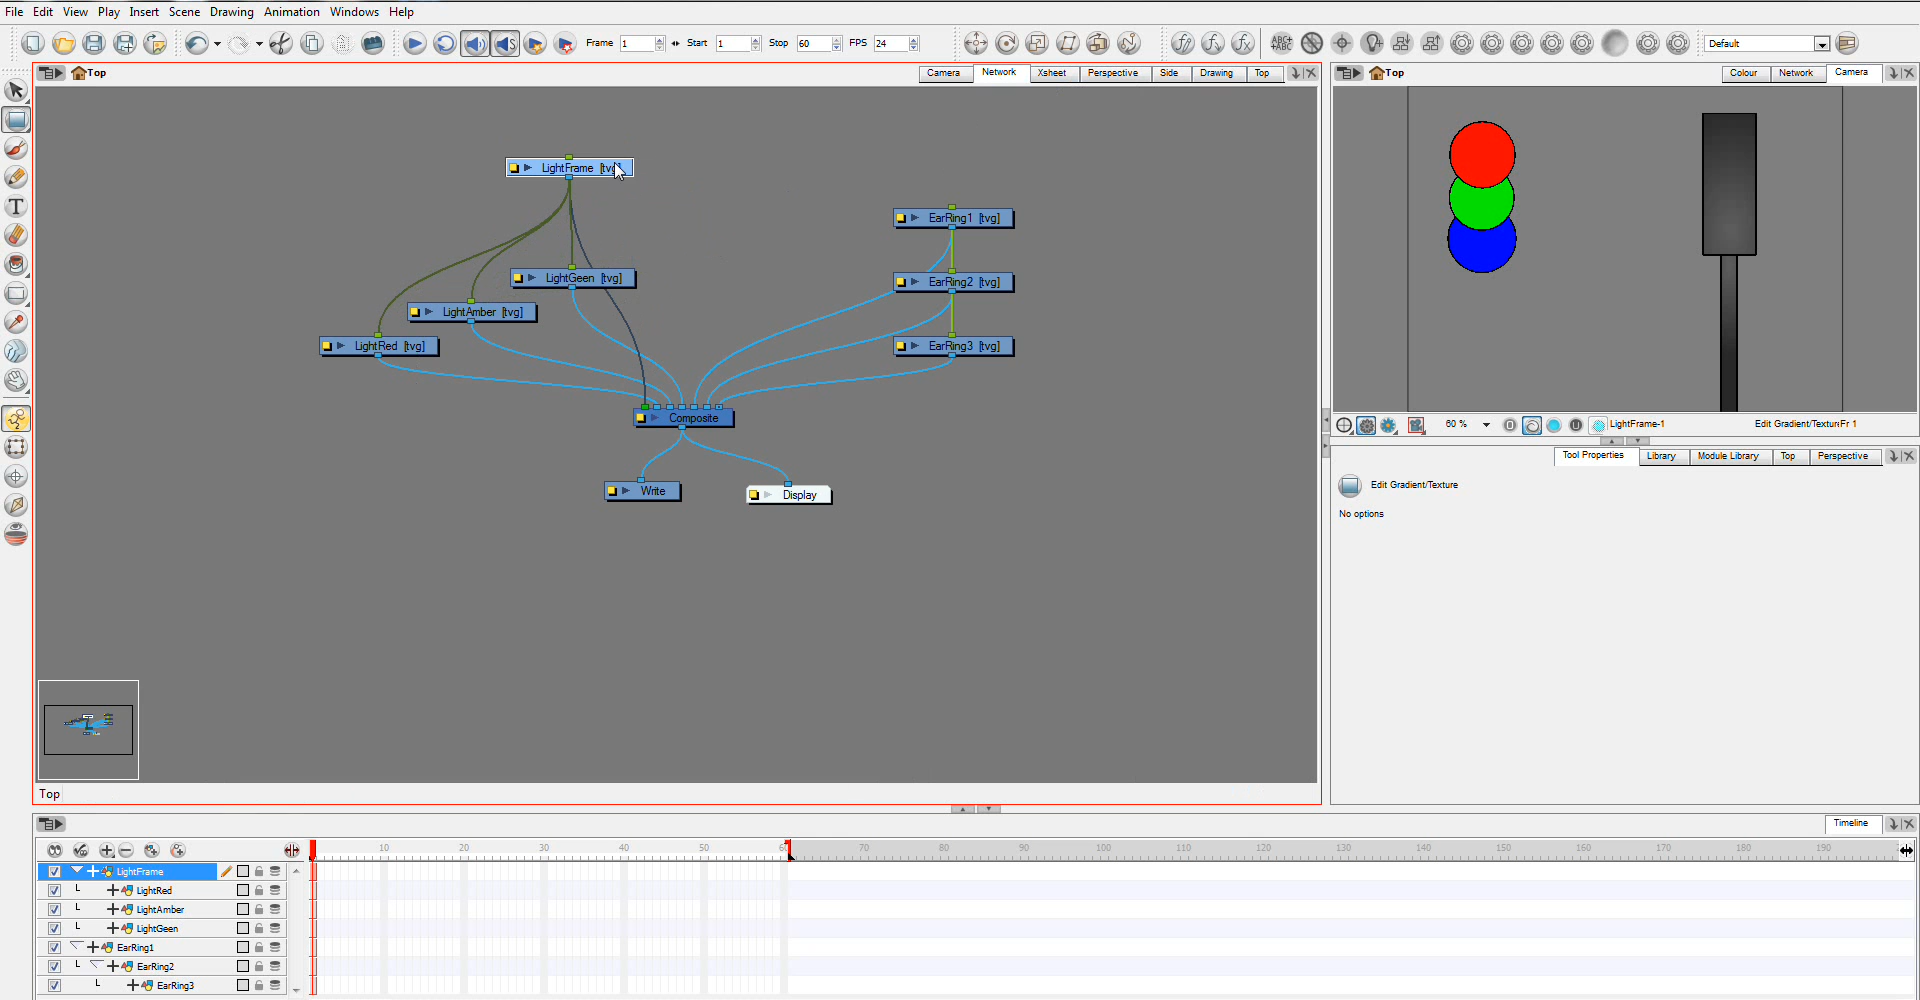 File Edit View Play Insert Scene Drawing Animation Windows Help
Frame 1 Start 1 Stop 60 FPS 24 Default
Top Camera Network Xsheet Perspective Side Drawing Top
Top Colour Network Camera
LightFrame [tvg]
EarRing1 [tvg]
LightGeen [tvg]
EarRing2 [tvg]
LightAmber [tvg]
LightRed [tvg]
EarRing3 [tvg]
Composite
Write
Display
60 % LightFrame-1 Edit Gradient/Textur Fr 1
Tool Properties Library Module Library Top Perspective
Edit Gradient/Texture
No options
Top
Timeline
10 20 30 40 50 60 70 80 90 100 110 120 130 140 150 160 170 180 190
LightFrame
LightRed
LightAmber
LightGeen
EarRing1
EarRing2
EarRing3